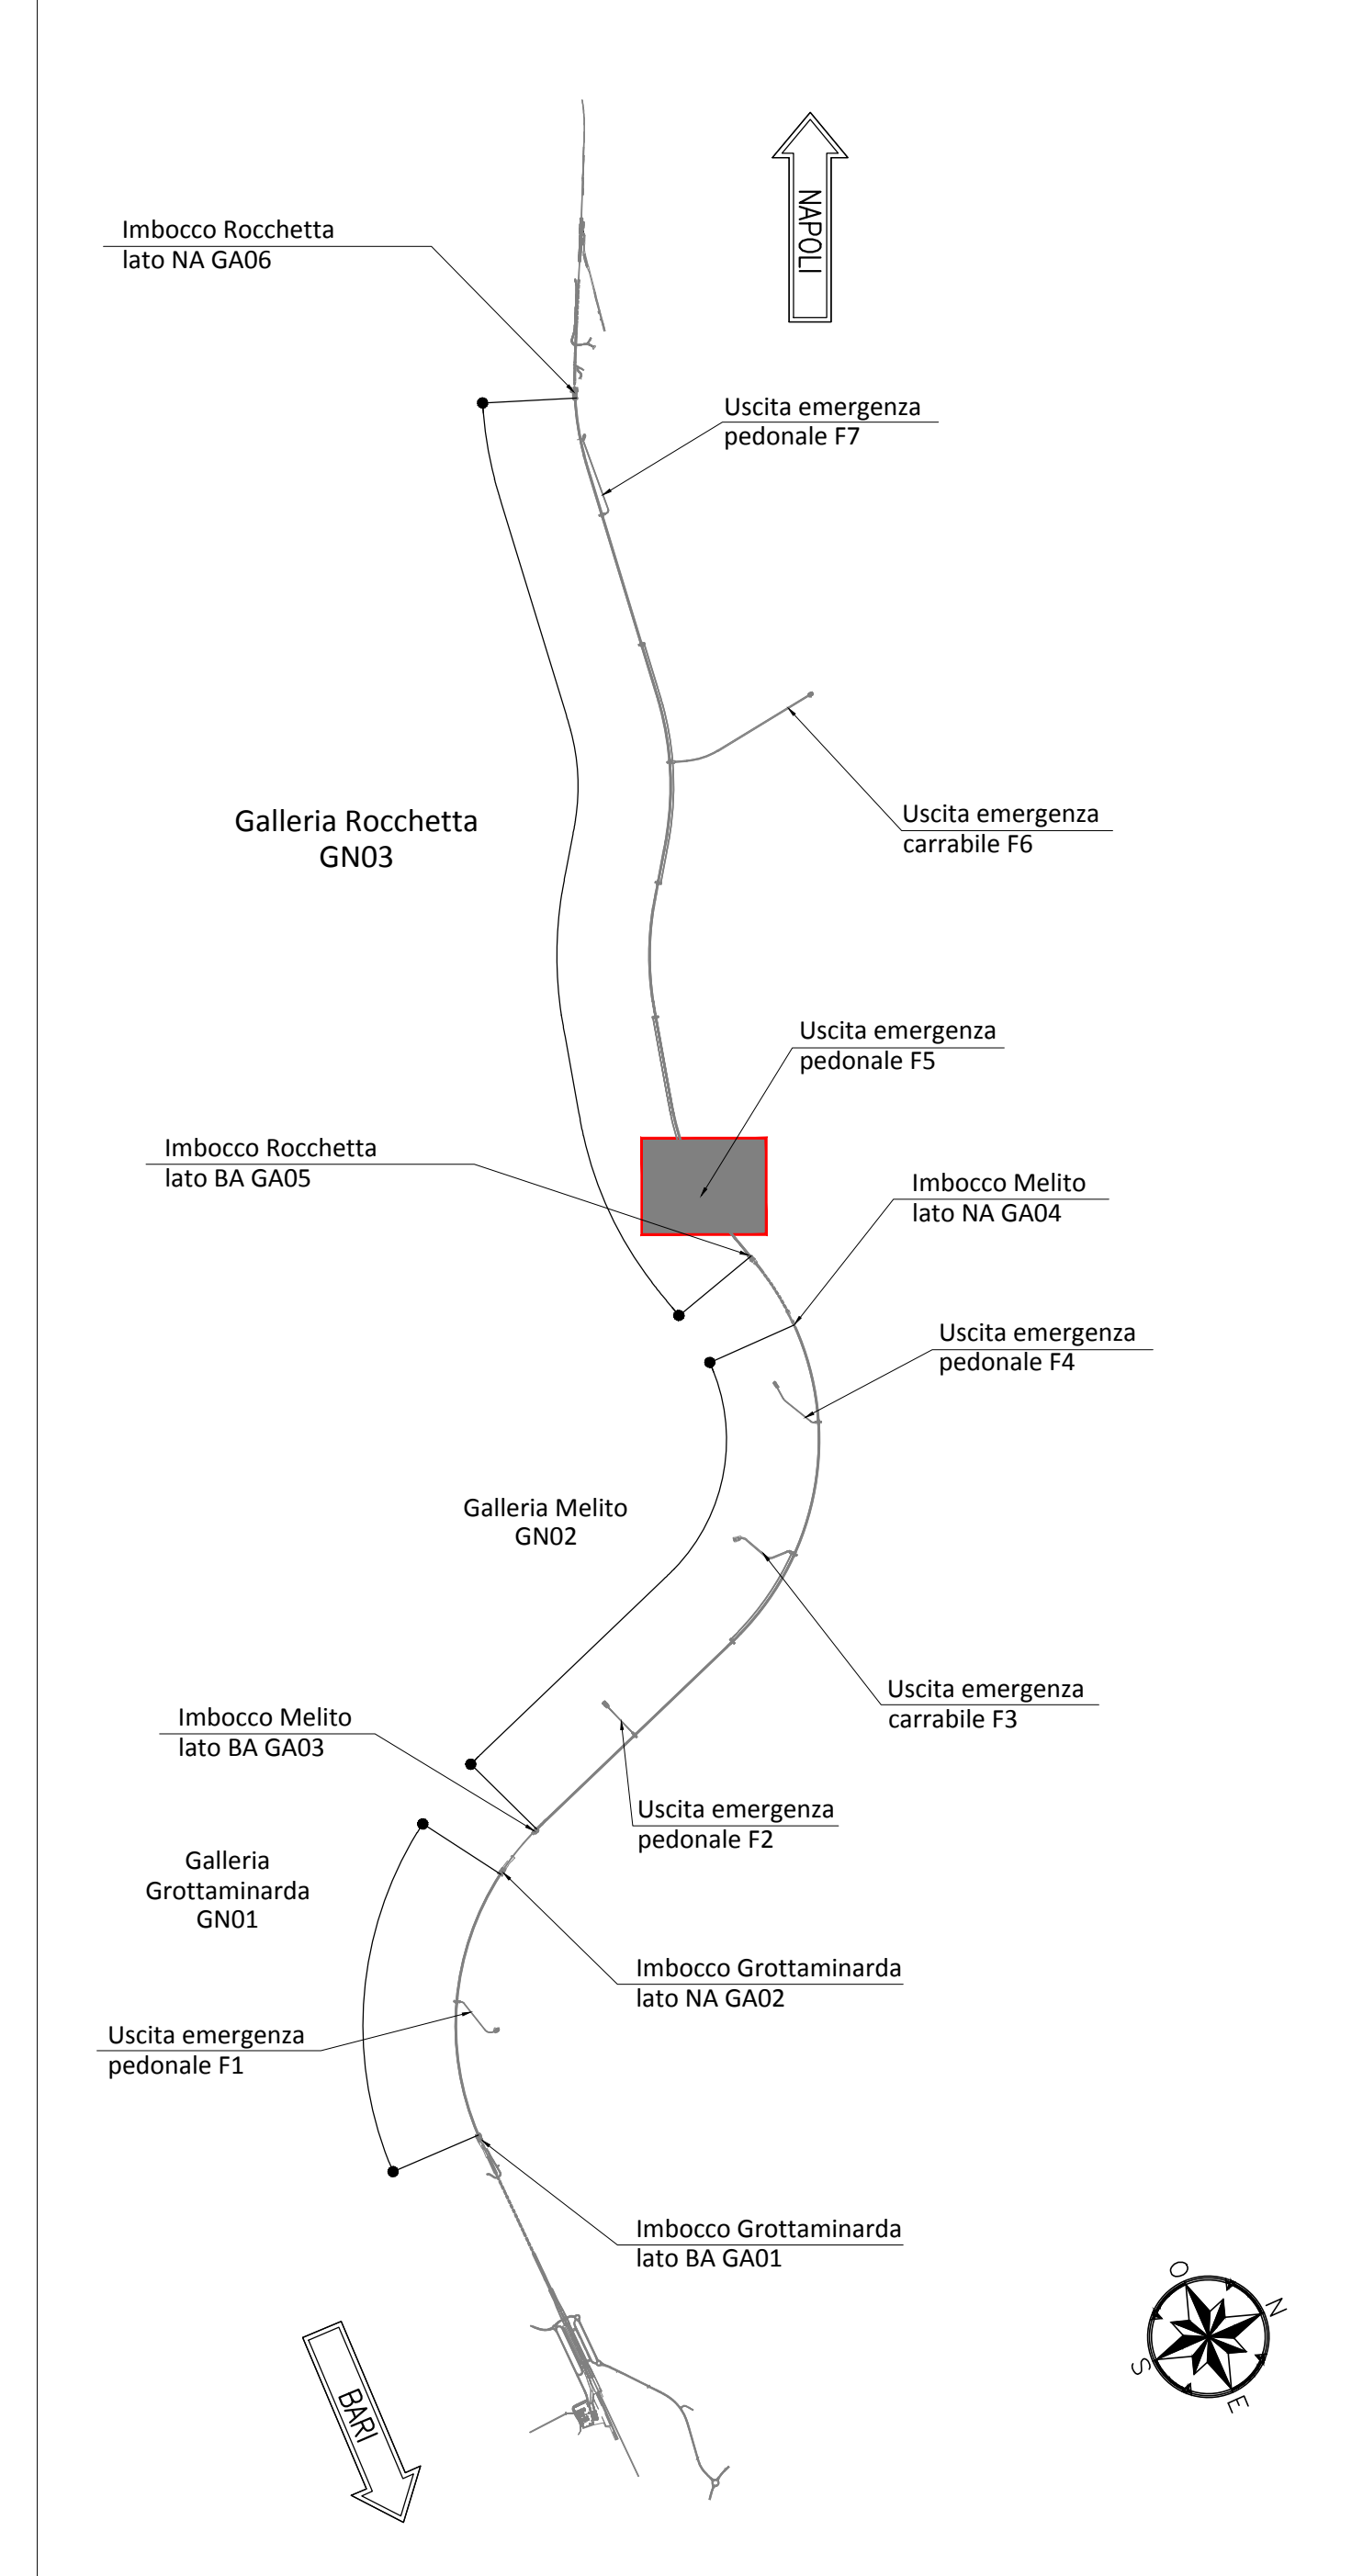 NAPOLI
Imbocco Rocchetta
lato NA GA06
Uscita emergenza
pedonale F7
Uscita emergenza
carrabile F6
Galleria Rocchetta
GN03
Uscita emergenza
pedonale F5
Imbocco Rocchetta
lato BA GA05
Imbocco Melito
lato NA GA04
Uscita emergenza
pedonale F4
Galleria Melito
GN02
Uscita emergenza
carrabile F3
Imbocco Melito
lato BA GA03
Uscita emergenza
pedonale F2
Galleria
Grottaminarda
GN01
Imbocco Grottaminarda
lato NA GA02
Uscita emergenza
pedonale F1
Imbocco Grottaminarda
lato BA GA01
O
N
S
E
BARI